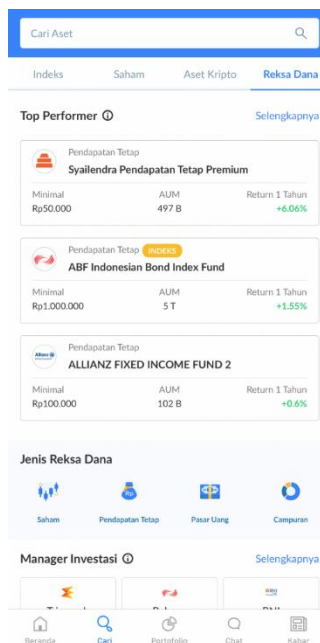 Cari Aset
Indeks Saham Aset Kripto Reksa Dana
Top Performer Selengkapnya
Pendapatan Tetap
Syailendra Pendapatan Tetap Premium
Minimal AUM Return 1 Tahun
Rp50.000 497 B +6.06%
Pendapatan Tetap INDEKS
ABF Indonesian Bond Index Fund
Minimal AUM Return 1 Tahun
Rp1.000.000 5 T +1.55%
Pendapatan Tetap
Allianz
ALLIANZ FIXED INCOME FUND 2
Minimal AUM Return 1 Tahun
Rp100.000 102 B +0.6%
Jenis Reksa Dana
Rp
Saham Pendapatan Tetap Pasar Uang Campuran
Manager Investasi Selengkapnya
Beranda Cari Portofolio Chat Kabar